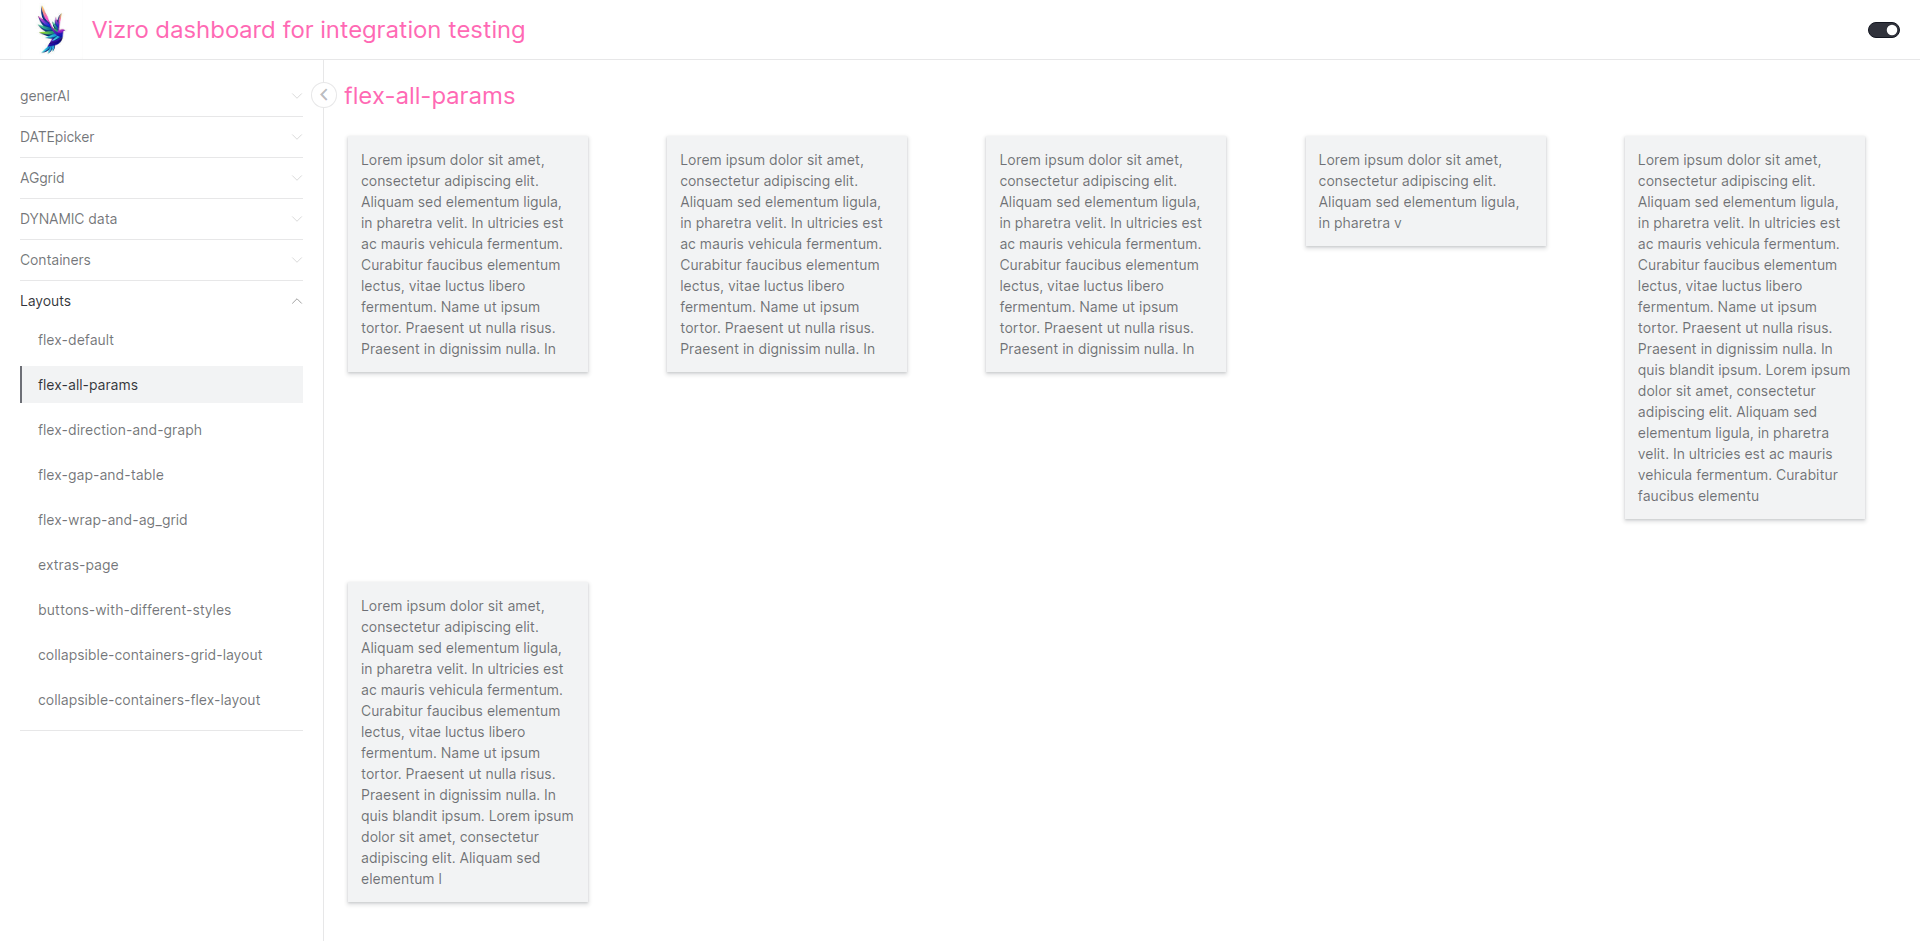 Vizro dashboard for integration testing
generAI
DATEpicker
AGgrid
DYNAMIC data
Containers
Layouts
flex-default
flex-all-params
flex-direction-and-graph
flex-gap-and-table
flex-wrap-and-ag_grid
extras-page
buttons-with-different-styles
collapsible-containers-grid-layout
collapsible-containers-flex-layout
flex-all-params
Lorem ipsum dolor sit amet,
consectetur adipiscing elit.
Aliquam sed elementum ligula,
in pharetra velit. In ultricies est
ac mauris vehicula fermentum.
Curabitur faucibus elementum
lectus, vitae luctus libero
fermentum. Name ut ipsum
tortor. Praesent ut nulla risus.
Praesent in dignissim nulla. In
Lorem ipsum dolor sit amet,
consectetur adipiscing elit.
Aliquam sed elementum ligula,
in pharetra velit. In ultricies est
ac mauris vehicula fermentum.
Curabitur faucibus elementum
lectus, vitae luctus libero
fermentum. Name ut ipsum
tortor. Praesent ut nulla risus.
Praesent in dignissim nulla. In
Lorem ipsum dolor sit amet,
consectetur adipiscing elit.
Aliquam sed elementum ligula,
in pharetra velit. In ultricies est
ac mauris vehicula fermentum.
Curabitur faucibus elementum
lectus, vitae luctus libero
fermentum. Name ut ipsum
tortor. Praesent ut nulla risus.
Praesent in dignissim nulla. In
Lorem ipsum dolor sit amet,
consectetur adipiscing elit.
Aliquam sed elementum ligula,
in pharetra v
Lorem ipsum dolor sit amet,
consectetur adipiscing elit.
Aliquam sed elementum ligula,
in pharetra velit. In ultricies est
ac mauris vehicula fermentum.
Curabitur faucibus elementum
lectus, vitae luctus libero
fermentum. Name ut ipsum
tortor. Praesent ut nulla risus.
Praesent in dignissim nulla. In
quis blandit ipsum. Lorem ipsum
dolor sit amet, consectetur
adipiscing elit. Aliquam sed
elementum ligula, in pharetra
velit. In ultricies est ac mauris
vehicula fermentum. Curabitur
faucibus elementu
Lorem ipsum dolor sit amet,
consectetur adipiscing elit.
Aliquam sed elementum ligula,
in pharetra velit. In ultricies est
ac mauris vehicula fermentum.
Curabitur faucibus elementum
lectus, vitae luctus libero
fermentum. Name ut ipsum
tortor. Praesent ut nulla risus.
Praesent in dignissim nulla. In
quis blandit ipsum. Lorem ipsum
dolor sit amet, consectetur
adipiscing elit. Aliquam sed
elementum l